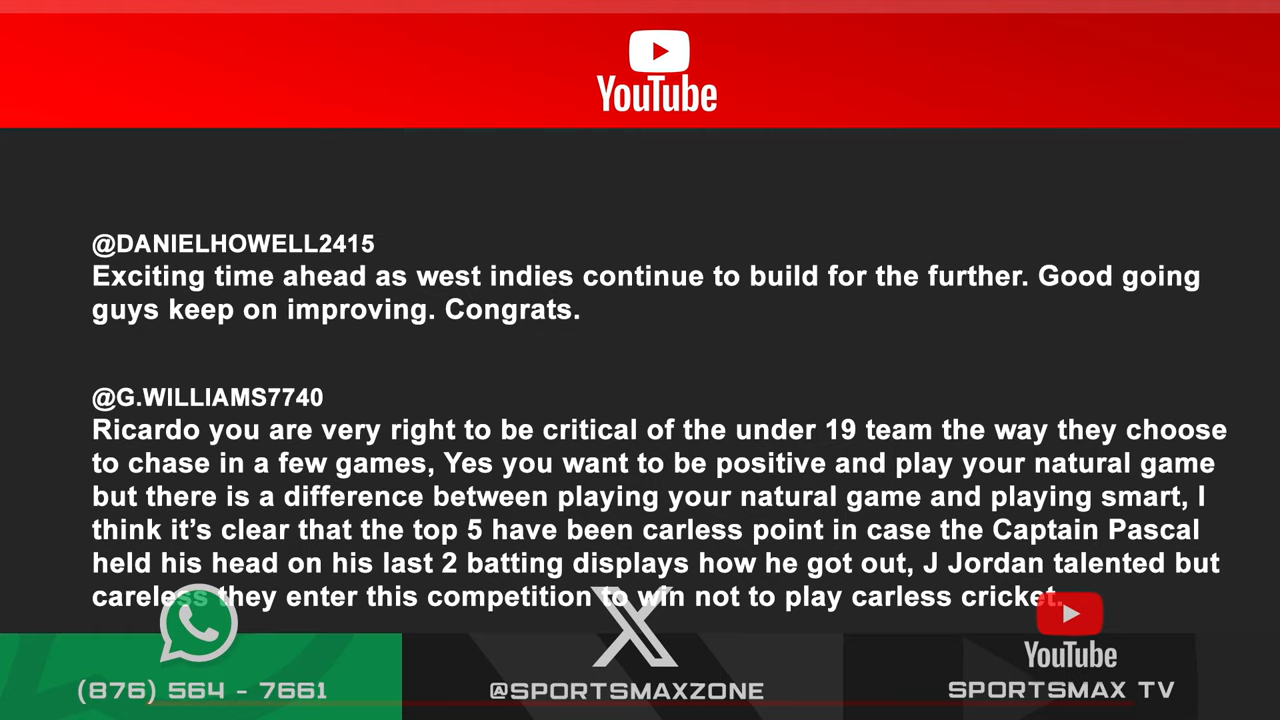 YouTube
@DANIELHOWELL2415
Exciting time ahead as west indies continue to build for the further. Good going
guys keep on improving. Congrats.
@G.WILLIAMS7740
Ricardo you are very right to be critical of the under 19 team the way they choose
to chase in a few games, Yes you want to be positive and play your natural game
but there is a difference between playing your natural game and playing smart, I
think it's clear that the top 5 have been carless point in case the Captain Pascal
held his head on his last 2 batting displays how he got out, J Jordan talented but
careless they enter this competition to win not to play carless cricket.
(876) 564 - 7661
@SPORTSMAXZONE
YouTube
SPORTSMAX TV